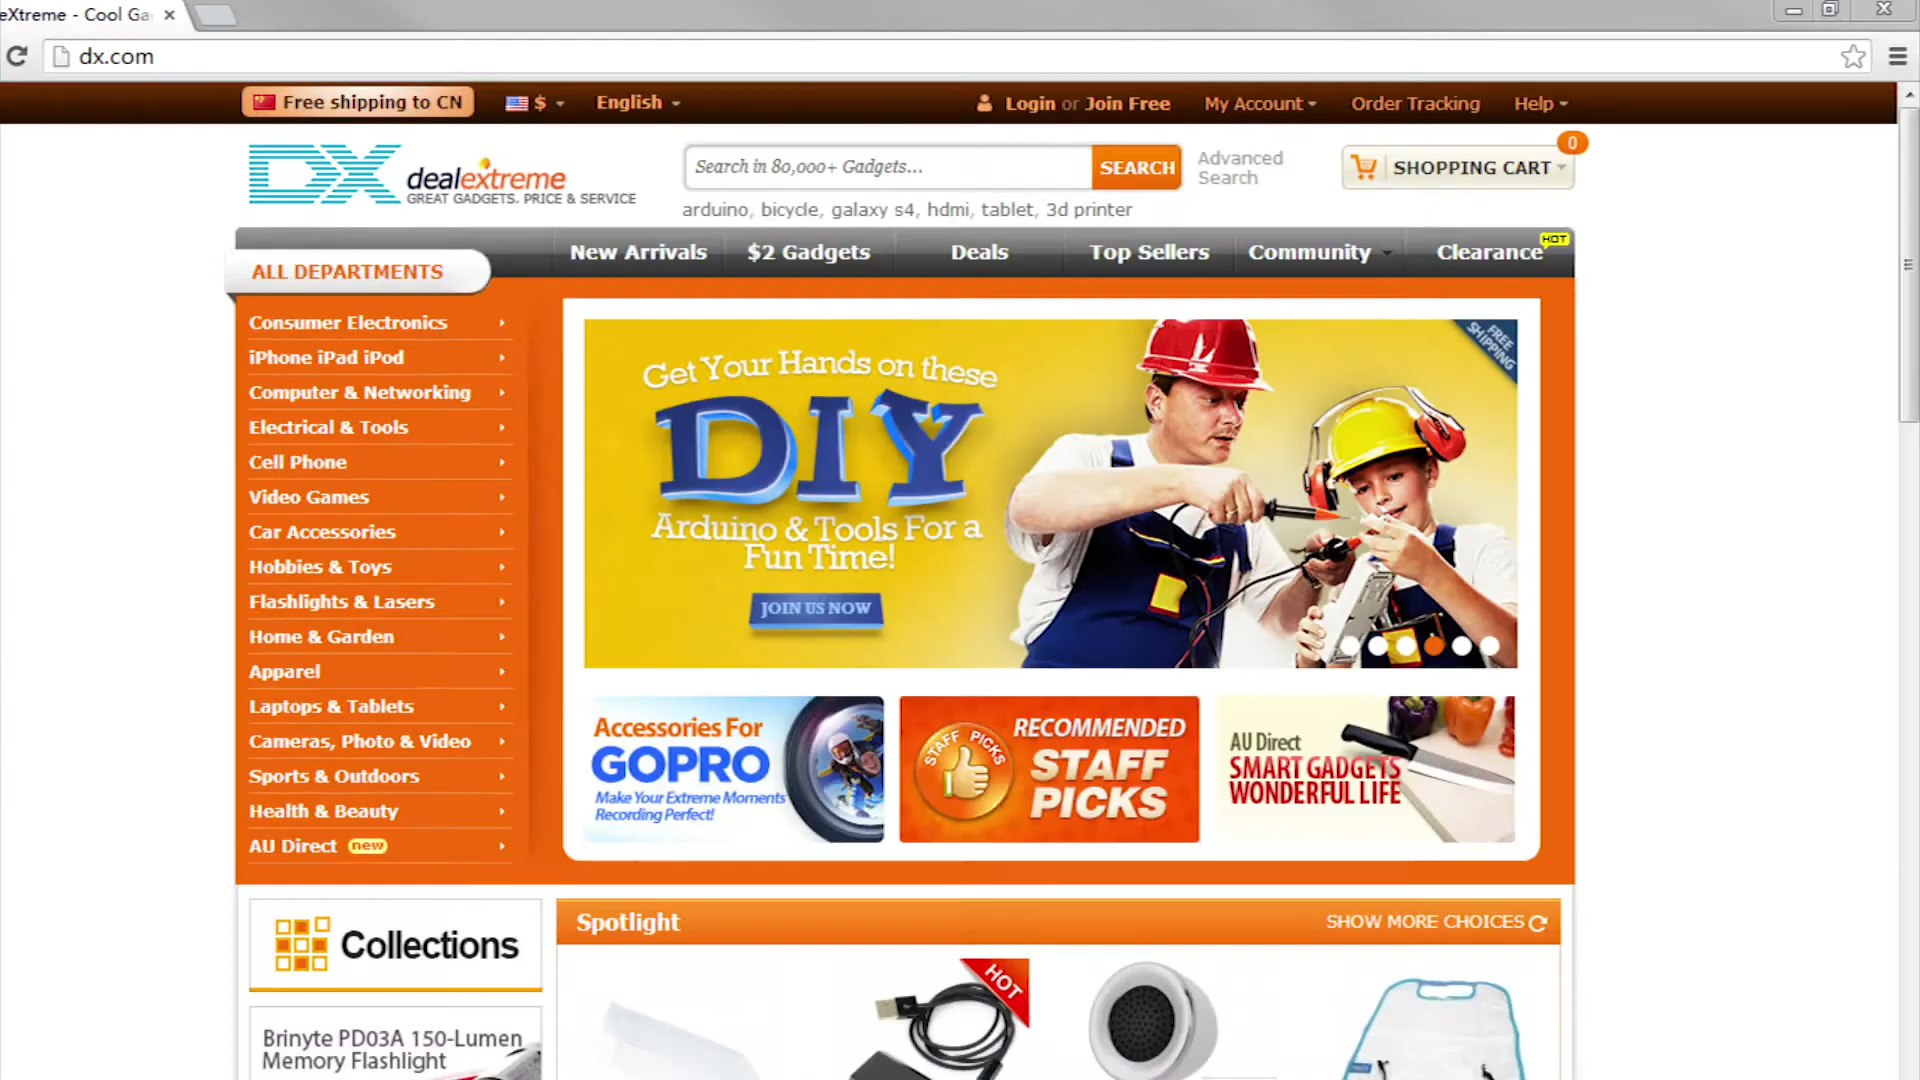 eXtreme - Cool Ga
dx.com
Free shipping to CN
$
English
Login or Join Free
My Account
Order Tracking
Help
DX dealextreme
GREAT GADGETS. PRICE & SERVICE
Search in 80,000+ Gadgets...
SEARCH
Advanced
Search
0
SHOPPING CART
arduino, bicycle, galaxy s4, hdmi, tablet, 3d printer
ALL DEPARTMENTS
New Arrivals
$2 Gadgets
Deals
Top Sellers
Community
Clearance
HOT
Consumer Electronics
iPhone iPad iPod
Computer & Networking
Electrical & Tools
Cell Phone
Video Games
Car Accessories
Hobbies & Toys
Flashlights & Lasers
Home & Garden
Apparel
Laptops & Tablets
Cameras, Photo & Video
Sports & Outdoors
Health & Beauty
AU Direct new
Get Your Hands on these
DIY
Arduino & Tools For a
Fun Time!
JOIN US NOW
FREE
SHIPPING
Accessories For
GOPRO
Make Your Extreme Moments
Recording Perfect!
STAFF PICKS
RECOMMENDED
STAFF
PICKS
AU Direct
SMART GADGETS
WONDERFUL LIFE
Collections
Spotlight
SHOW MORE CHOICES
HOT
Brinyte PD03A 150-Lumen
Memory Flashlight